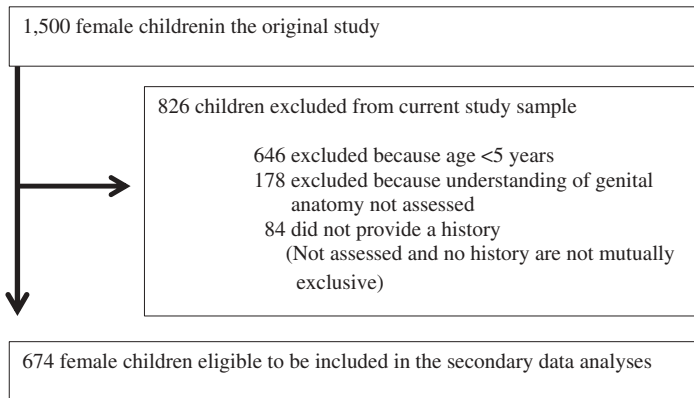 1,500 female childrenin the original study
826 children excluded from current study sample
646 excluded because age <5 years
178 excluded because understanding of genital
anatomy not assessed
84 did not provide a history
(Not assessed and no history are not mutually
exclusive)
674 female children eligible to be included in the secondary data analyses